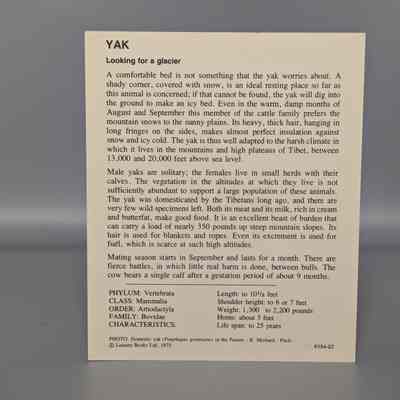 YAK
Looking for a glacier
A comfortable bed is not something that the yak worries about. A
shady corner, covered with snow, is an ideal resting place so far as
this animal is concerned; if that cannot be found, the yak will dig into
the ground to make an icy bed. Even in the warm, damp months of
August and September this member of the cattle family prefers the
mountain snows to the sunny plains. Its heavy, thick hair, hanging in
long fringes on the sides, makes almost perfect insulation against
snow and icy cold. The yak is thus well adapted to the harsh climate in
which it lives in the mountains and high plateaus of Tibet, between
13,000 and 20,000 feet above sea level.
Male yaks are solitary; the females live in small herds with their
calves. The vegetation in the altitudes at which they live is not
sufficiently abundant to support a large population of these animals.
The yak was domesticated by the Tibetans long ago, and there are
very few wild specimens left. Both its meat and its milk, rich in cream
and butterfat, make good food. It is an excellent beast of burden that
can carry a load of nearly 350 pounds up steep mountain slopes. Its
hair is used for blankets and ropes. Even its excrement is used for
fuel, which is scarce at such high altitudes.
Mating season starts in September and lasts for a month. There are
fierce battles, in which little real harm is done, between bulls. The
cow bears a single calf after a gestation period of about 9 months.
PHYLUM: Vertebrata
CLASS: Mammalia
ORDER: Artiodactyla
FAMILY: Bovidae
CHARACTERISTICS:
Length: to 10¾ feet
Shoulder height: to 6 or 7 feet
Weight: 1,300 to 2,200 pounds
Horns: about 3 feet
Life span: to 25 years
PHOTO: Domestic yak
© Leisure Books Ltd., 1975